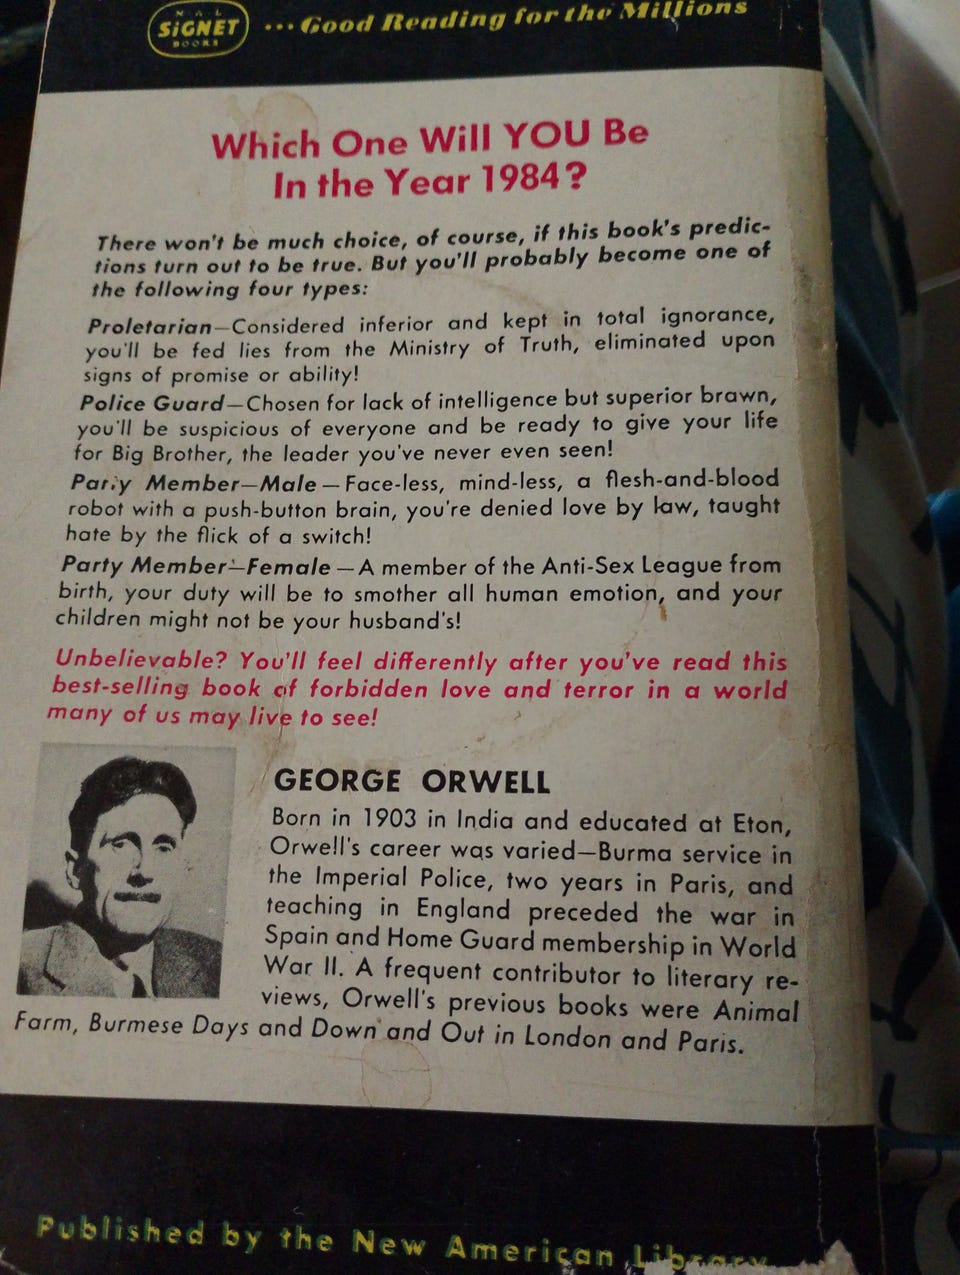 NAL
SiGNET
BOOKS
...Good Reading for the Millions
Which One Will YOU Be
In the Year 1984?
There won't be much choice, of course, if this book's predic-
tions turn out to be true. But you'll probably become one of
the following four types:
Proletarian—Considered inferior and kept in total ignorance,
you'll be fed lies from the Ministry of Truth, eliminated upon
signs of promise or ability!
Police Guard—Chosen for lack of intelligence but superior brawn,
you'll be suspicious of everyone and be ready to give your life
for Big Brother, the leader you've never even seen!
Party Member—Male—Face-less, mind-less, a flesh-and-blood
robot with a push-button brain, you're denied love by law, taught
hate by the flick of a switch!
Party Member—Female—A member of the Anti-Sex League from
birth, your duty will be to smother all human emotion, and your
children might not be your husband's!
Unbelievable? You'll feel differently after you've read this
best-selling book of forbidden love and terror in a world
many of us may live to see!
GEORGE ORWELL
Born in 1903 in India and educated at Eton,
Orwell's career was varied—Burma service in
the Imperial Police, two years in Paris, and
teaching in England preceded the war in
Spain and Home Guard membership in World
War II. A frequent contributor to literary re-
views, Orwell's previous books were Animal
Farm, Burmese Days and Down and Out in London and Paris.
Published by the New American Library